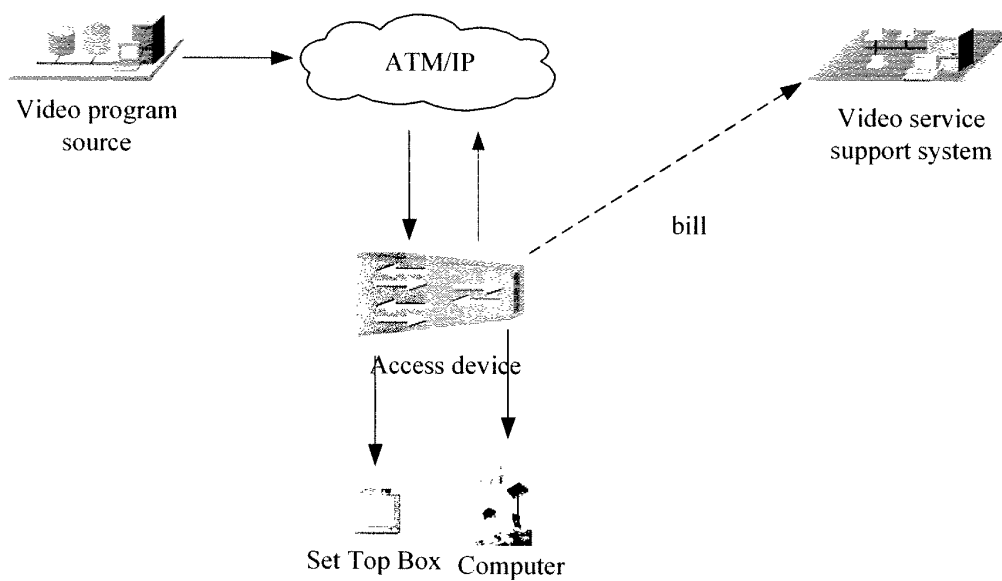 ATM/IP
Video program
source
Video service
support system
bill
Access device
Set Top Box
Computer